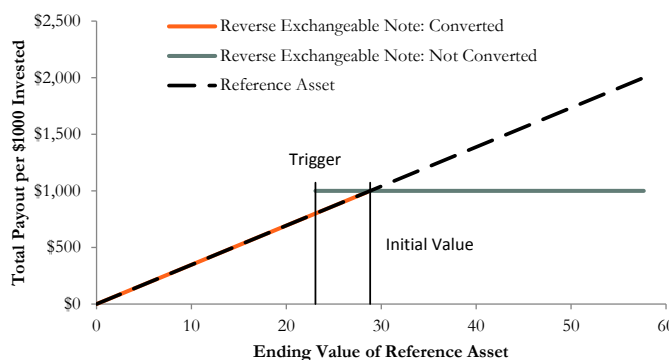 $2,500
Reverse Exchangeable Note: Converted
Reverse Exchangeable Note: Not Converted
$2,000
Reference Asset
$1,500
Trigger
$1,000
Initial Value
$500
$0
Total Payout per $1000 Invested
0 10 20 30 40 50 60
Ending Value of Reference Asset